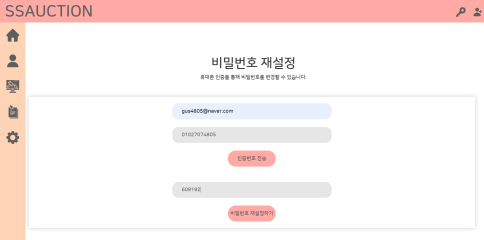 SSAUCTION
비밀번호 재설정
휴대폰 인증을 통해 비밀번호를 변경할 수 있습니다.
gus4805@naver.com
01027074805
인증번호 전송
609192
비밀번호 재설정하기